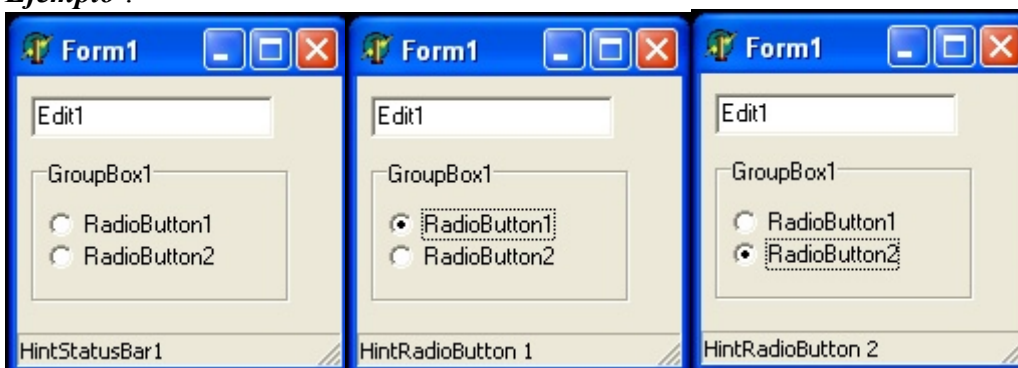 Ejemplo :
Form1
Edit1
GroupBox1
RadioButton1
RadioButton2
HintStatusBar1
Form1
Edit1
GroupBox1
RadioButton1
RadioButton2
HintRadioButton 1
Form1
Edit1
GroupBox1
RadioButton1
RadioButton2
HintRadioButton 2